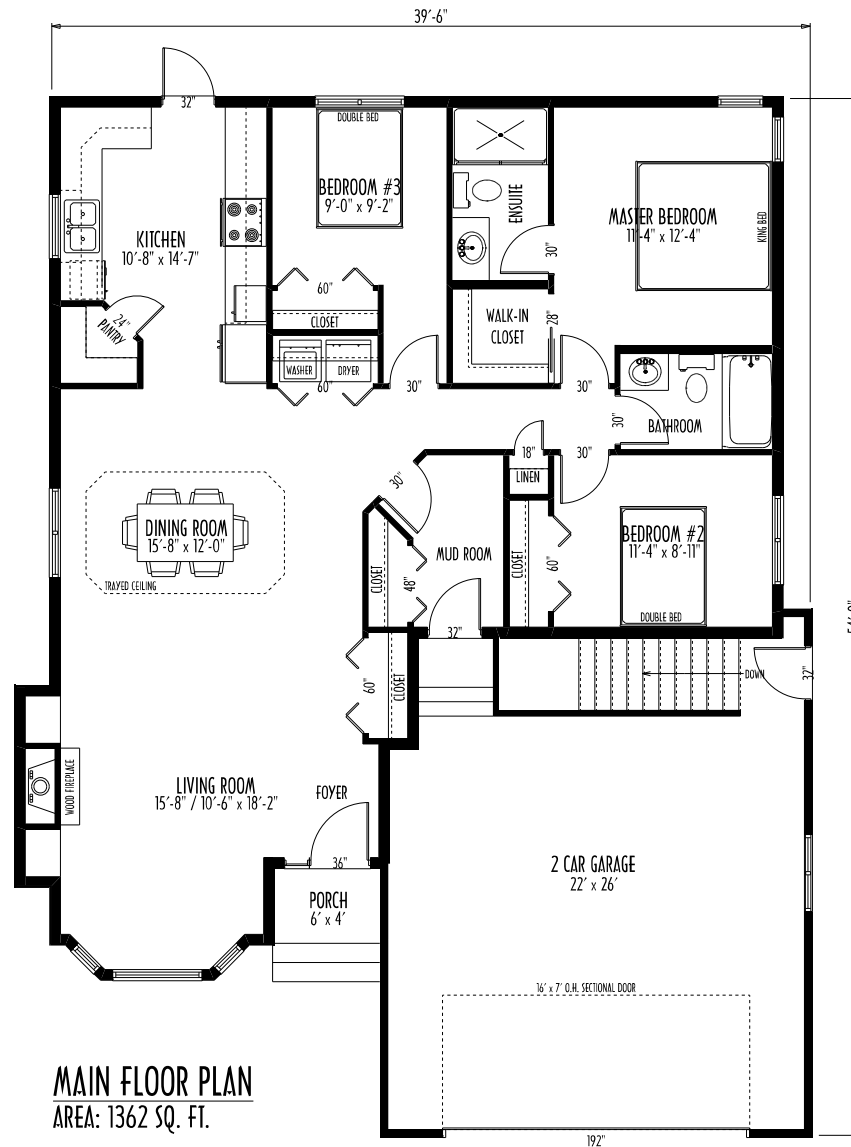 39'-6"
32"
DOUBLE BED
BEDROOM #3
9'-0" x 9'-2"
ENSUITE
MASTER BEDROOM
11'-4" x 12'-4"
KING BED
KITCHEN
10'-8" x 14'-7"
30"
60"
CLOSET
28"
WALK-IN
CLOSET
24"
PANTRY
WASHER
DRYER
60"
30"
30"
30"
BATHROOM
18"
LINEN
30"
30"
DINING ROOM
15'-8" x 12'-0"
TRAYED CEILING
MUD ROOM
CLOSET
48"
CLOSET
60"
BEDROOM #2
11'-4" x 8'-11"
DOUBLE BED
32"
60"
CLOSET
DOWN
32"
WOOD FIREPLACE
LIVING ROOM
15'-8" / 10'-6" x 18'-2"
FOYER
36"
PORCH
6' x 4'
2 CAR GARAGE
22' x 26'
16' x 7' O.H. SECTIONAL DOOR
192"
MAIN FLOOR PLAN
AREA: 1362 SQ. FT.